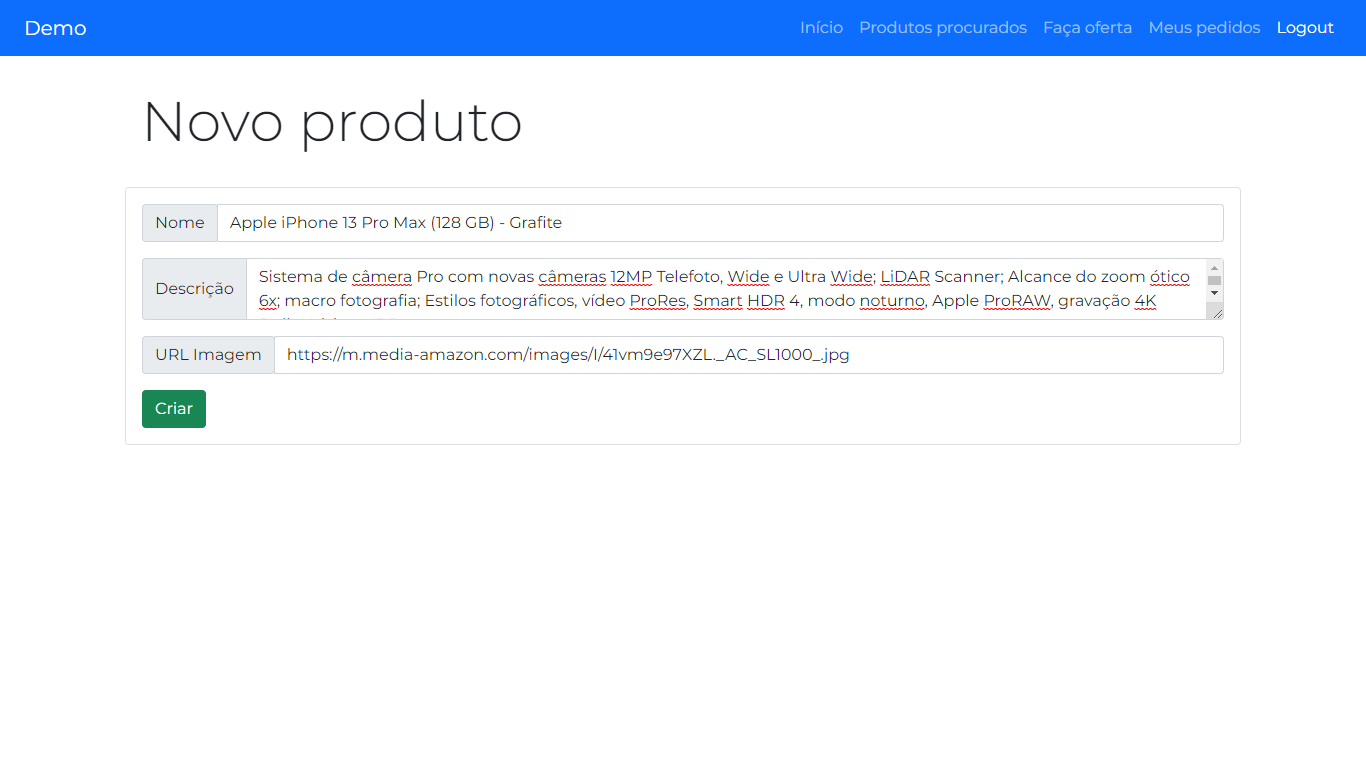 Demo Início Produtos procurados Faça oferta Meus pedidos Logout
Novo produto
Nome Apple iPhone 13 Pro Max (128 GB) - Grafite
Descrição Sistema de câmera Pro com novas câmeras 12MP Telefoto, Wide e Ultra Wide; LiDAR Scanner; Alcance do zoom ótico
6x; macro fotografia; Estilos fotográficos, vídeo ProRes, Smart HDR 4, modo noturno, Apple ProRAW, gravação 4K
URL Imagem https://m.media-amazon.com/images/I/41vm9e97XZL._AC_SL1000_.jpg
Criar